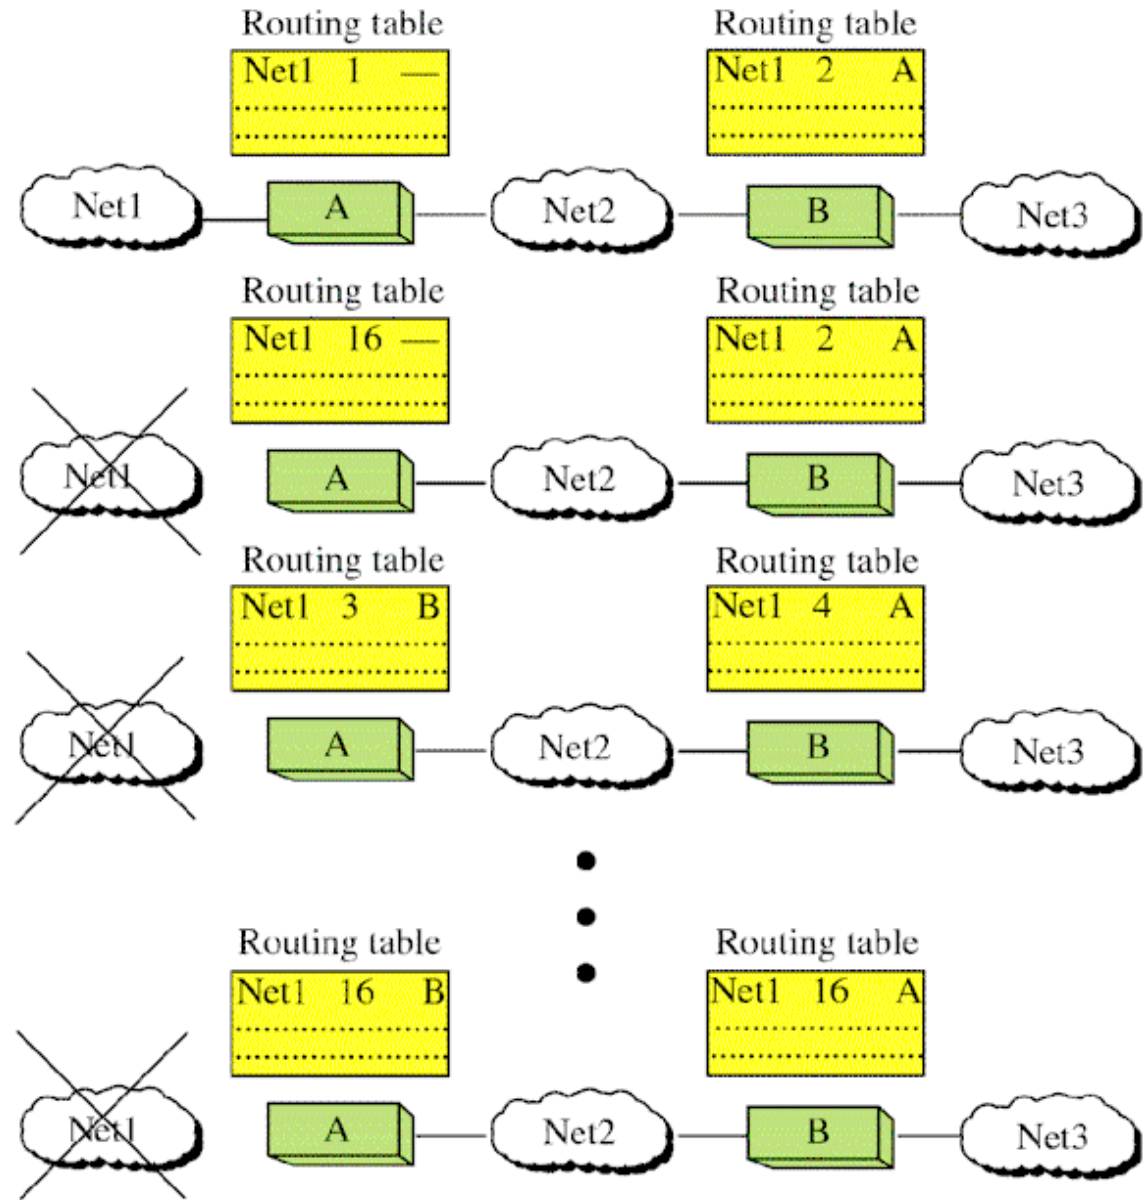 Routing table Routing table
Net1 1 — Net1 2 A
Net1 A Net2 B Net3
Routing table Routing table
Net1 16 — Net1 2 A
Net1 A Net2 B Net3
Routing table Routing table
Net1 3 B Net1 4 A
Net1 A Net2 B Net3
Routing table Routing table
Net1 16 B Net1 16 A
Net1 A Net2 B Net3